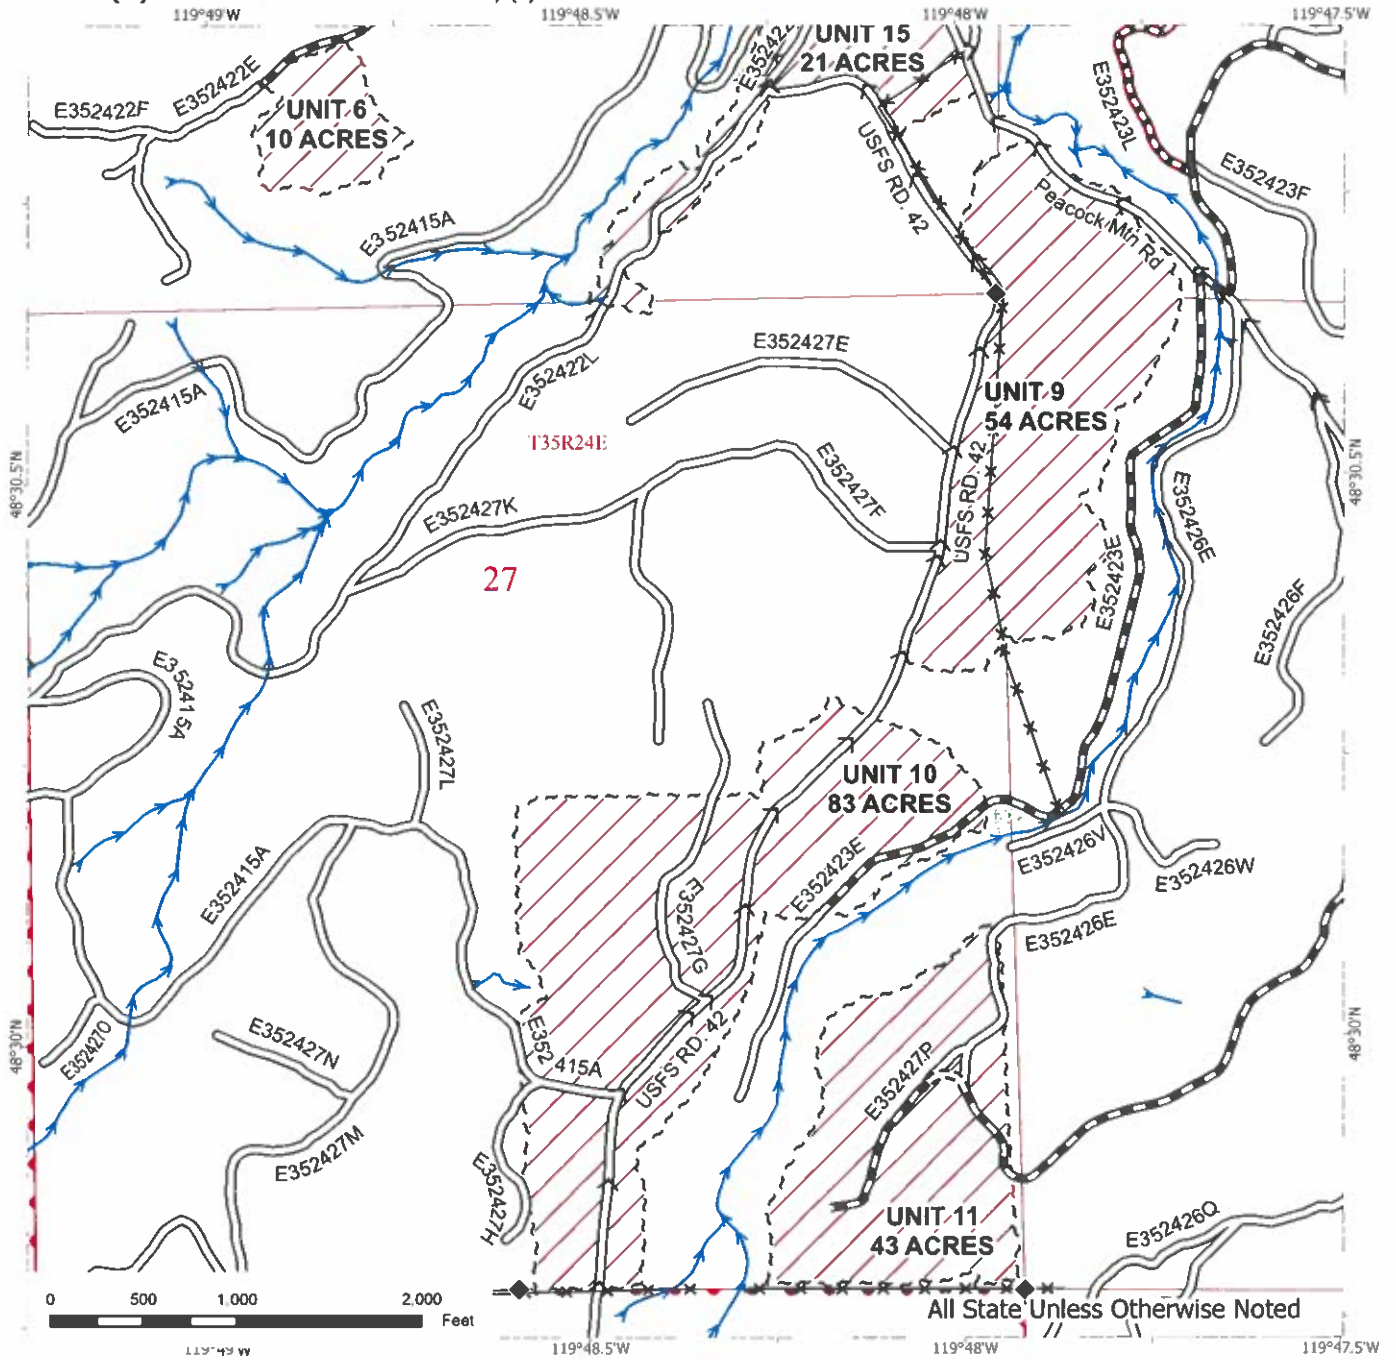 119°49'W
119°48.5'W
119°48'W
119°47.5'W
UNIT 15
21 ACRES
E352422L
E352422E
E352422F
UNIT 6
10 ACRES
E352423L
E352423F
USFS RD. 42
Peacock Mtn Rd
E352415A
E352427E
E352422L
E352415A
UNIT 9
54 ACRES
T35R24E
48°30.5'N
48°30.5'N
E352427F
USFS RD. 42
E352427K
E352426E
E352423E
27
E352426F
E352415A
E352427L
UNIT 10
83 ACRES
E352423E
E352426V
E352426W
E352415A
E352427G
E352426E
E352427O
E352427N
E352415A
USFS RD. 42
E352427P
48°30'N
48°30'N
E352427M
E352427H
UNIT 11
43 ACRES
E352426Q
0 500 1,000 2,000
Feet
All State Unless Otherwise Noted
119°49'W
119°48.5'W
119°48'W
119°47.5'W